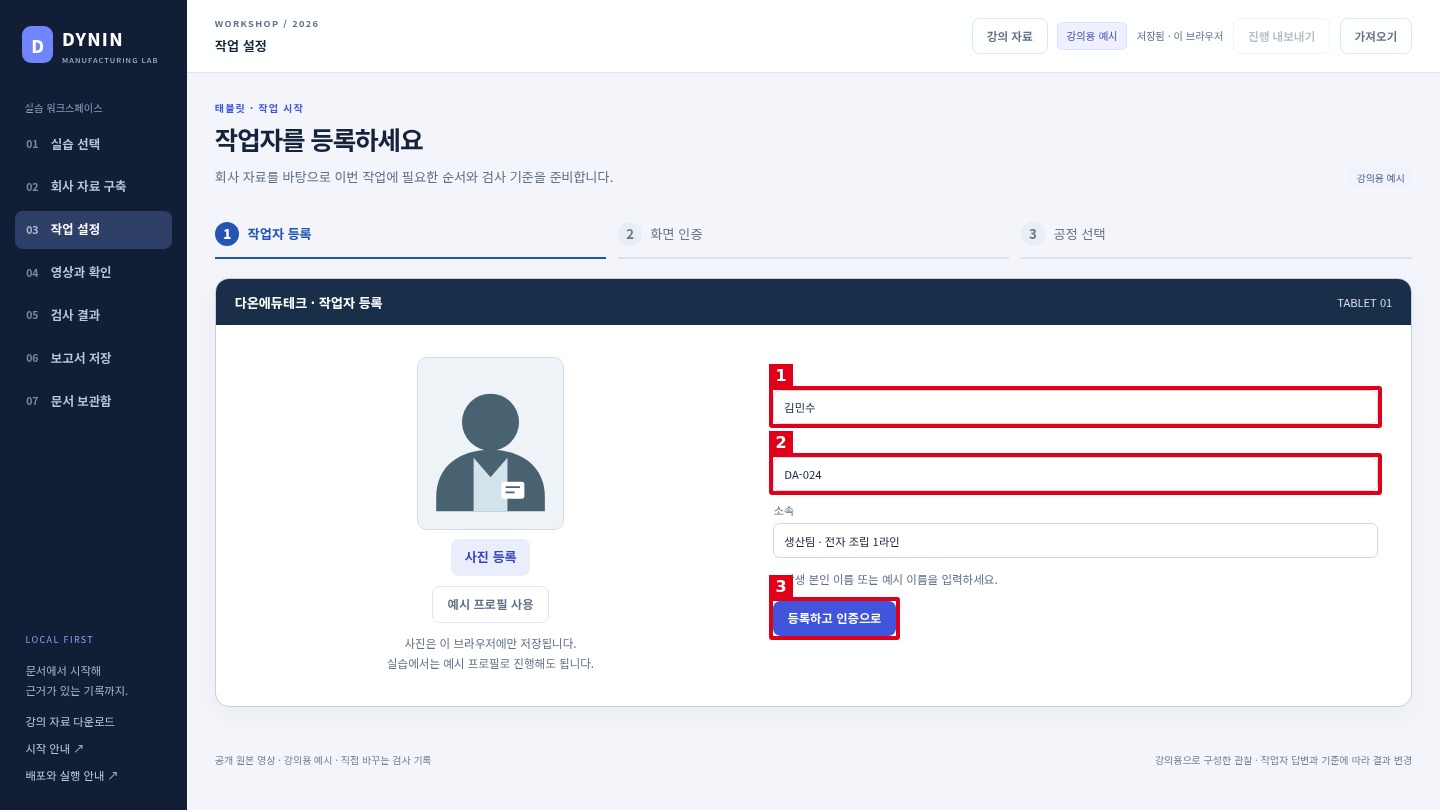 D
DYNIN
MANUFACTURING LAB
실습 워크스페이스
01 실습 선택
02 회사 자료 구축
03 작업 설정
04 영상과 확인
05 검사 결과
06 보고서 저장
07 문서 보관함
LOCAL FIRST
문서에서 시작해
근거가 있는 기록까지.
강의 자료 다운로드
시작 안내 ↗
배포와 실행 안내 ↗
WORKSHOP / 2026
작업 설정
강의 자료
강의용 예시
저장됨 · 이 브라우저
진행 내보내기
가져오기
태블릿 · 작업 시작
작업자를 등록하세요
회사 자료를 바탕으로 이번 작업에 필요한 순서와 검사 기준을 준비합니다.
강의용 예시
1 작업자 등록
2 화면 인증
3 공정 선택
다온에듀테크 · 작업자 등록
TABLET 01
사진 등록
예시 프로필 사용
사진은 이 브라우저에만 저장됩니다.
실습에서는 예시 프로필로 진행해도 됩니다.
1
김민수
2
DA-024
소속
생산팀 · 전자 조립 1라인
3
생 본인 이름 또는 예시 이름을 입력하세요.
등록하고 인증으로
공개 원본 영상 · 강의용 예시 · 직접 바꾸는 검사 기록
강의용으로 구성한 관찰 · 작업자 답변과 기준에 따라 결과 변경